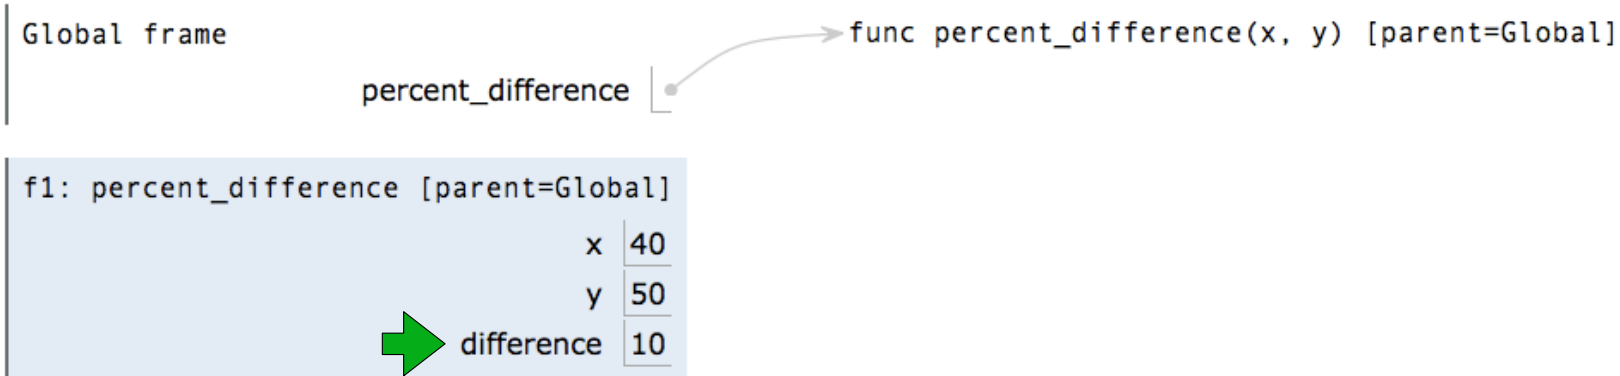 Global frame
func percent_difference(x, y) [parent=Global]
percent_difference
f1: percent_difference [parent=Global]
x 40
y 50
difference 10